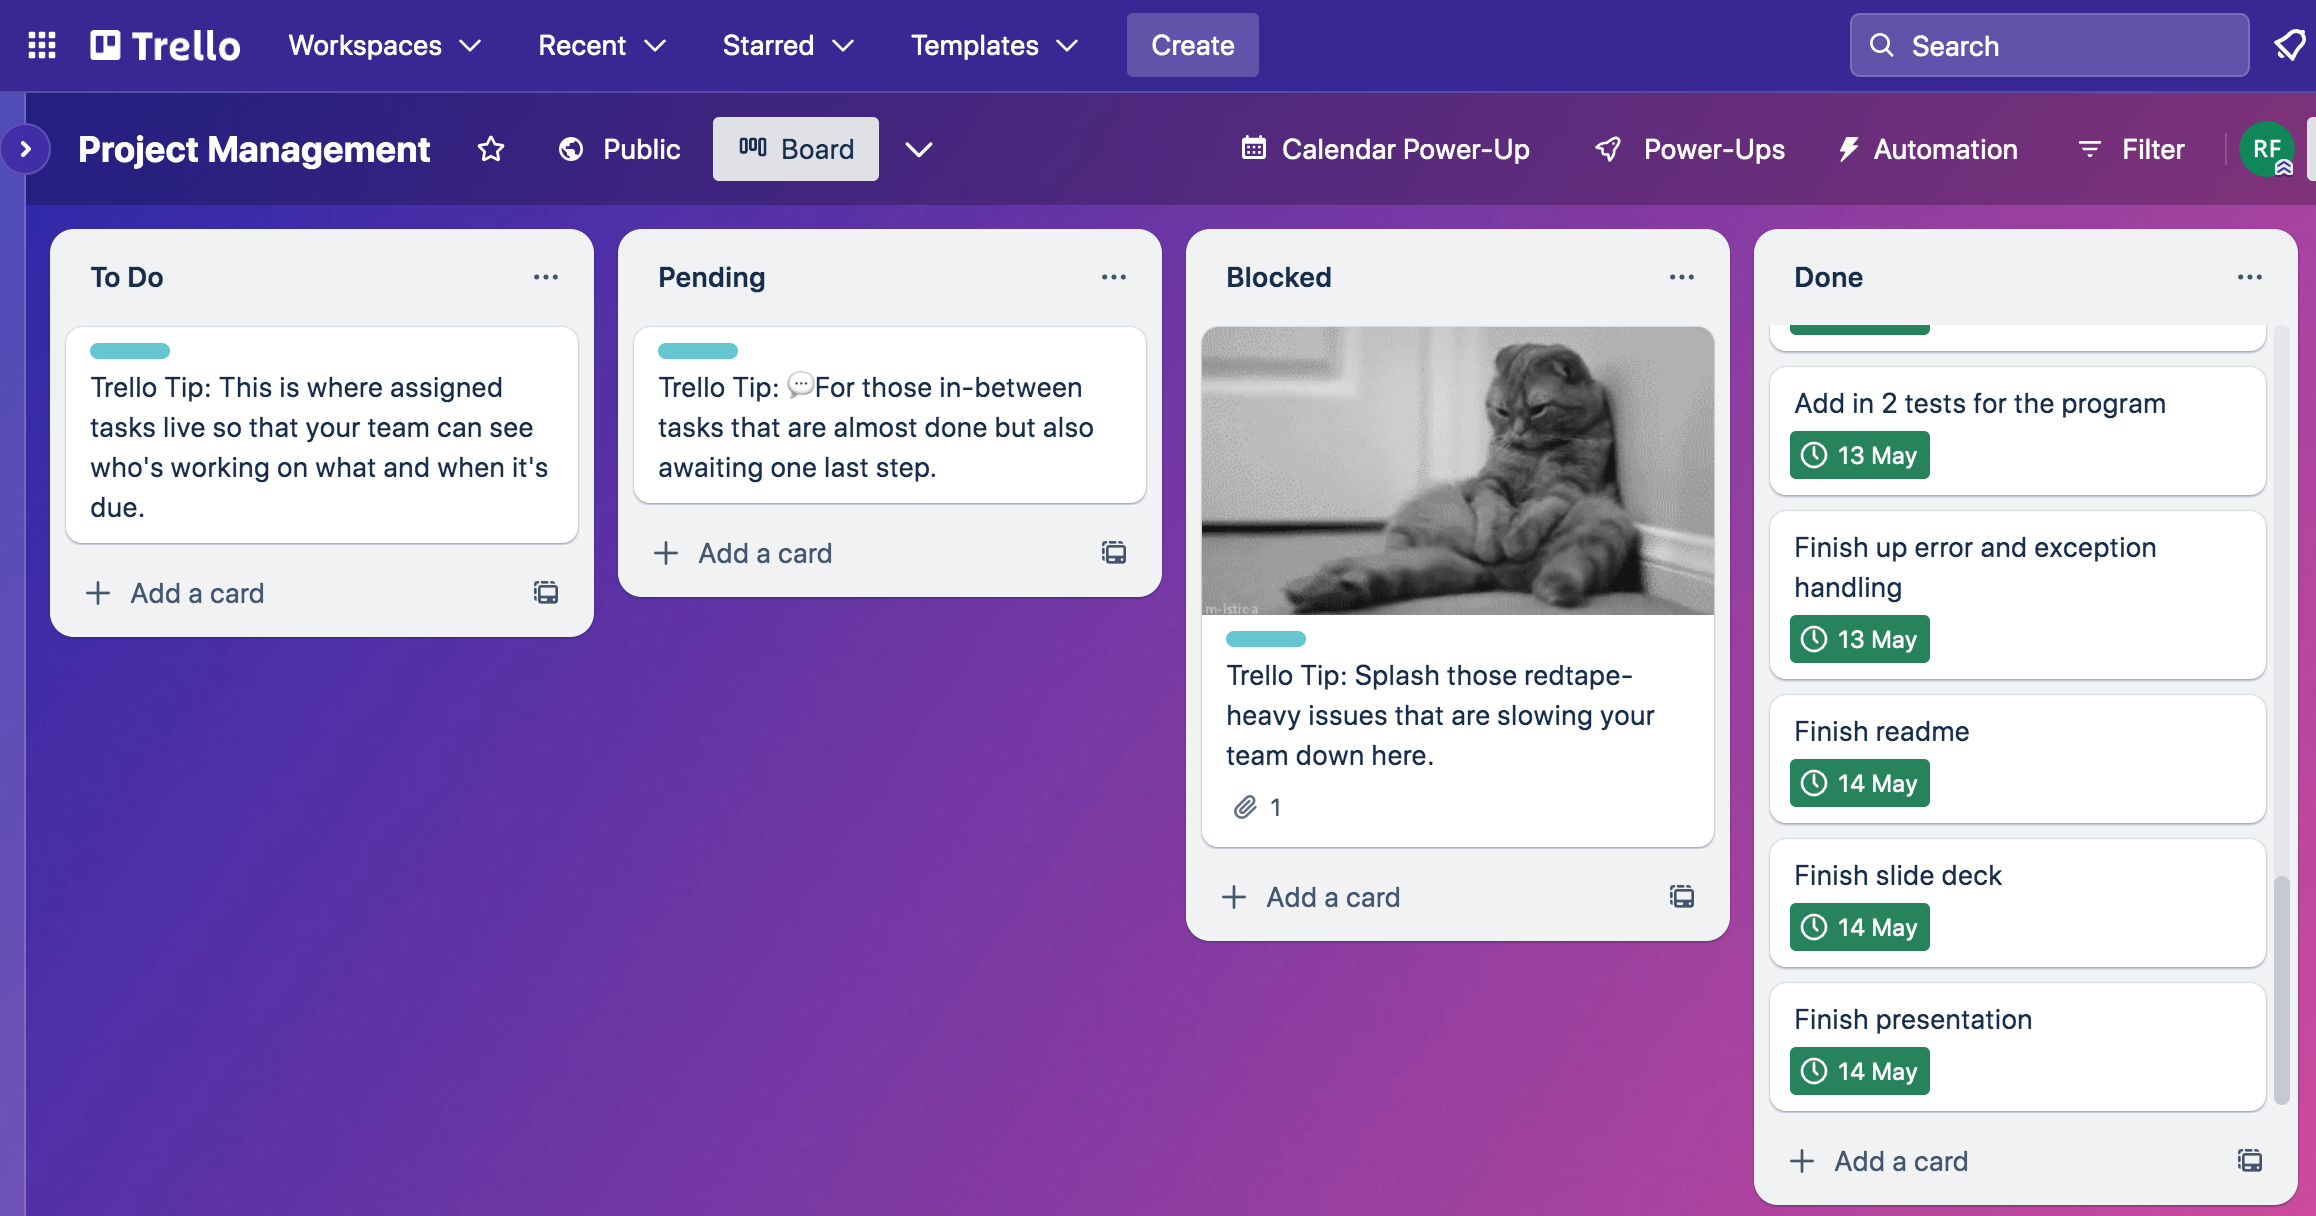 Trello Workspaces Recent Starred Templates Create Search
Project Management Public Board Calendar Power-Up Power-Ups Automation Filter RF
To Do
Trello Tip: This is where assigned
tasks live so that your team can see
who's working on what and when it's
due.
Add a card
Pending
Trello Tip: 💬For those in-between
tasks that are almost done but also
awaiting one last step.
Add a card
Blocked
m-istica
Trello Tip: Splash those redtape-
heavy issues that are slowing your
team down here.
1
Add a card
Done
Add in 2 tests for the program
13 May
Finish up error and exception
handling
13 May
Finish readme
14 May
Finish slide deck
14 May
Finish presentation
14 May
Add a card